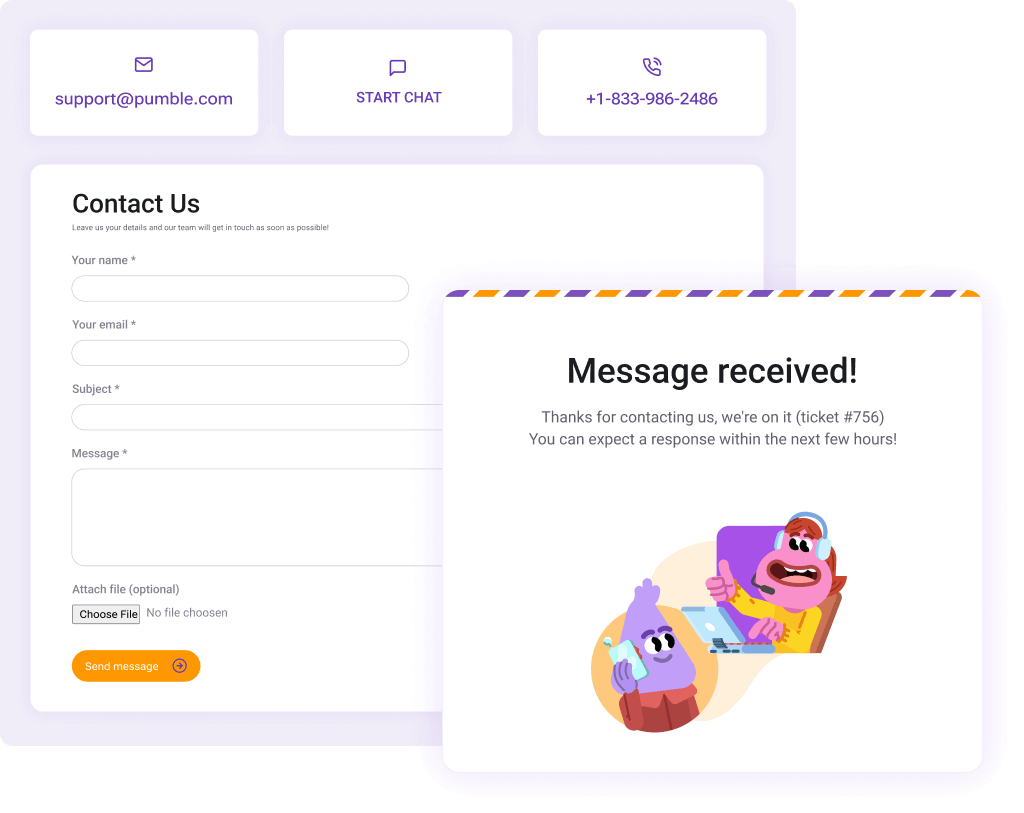 support@pumble.com
START CHAT
+1-833-986-2486
Contact Us
Leave us your details and our team will get in touch as soon as possible!
Your name *
Your email *
Subject *
Message *
Attach file (optional)
Choose File No file choosen
Send message
Message received!
Thanks for contacting us, we're on it (ticket #756)
You can expect a response within the next few hours!